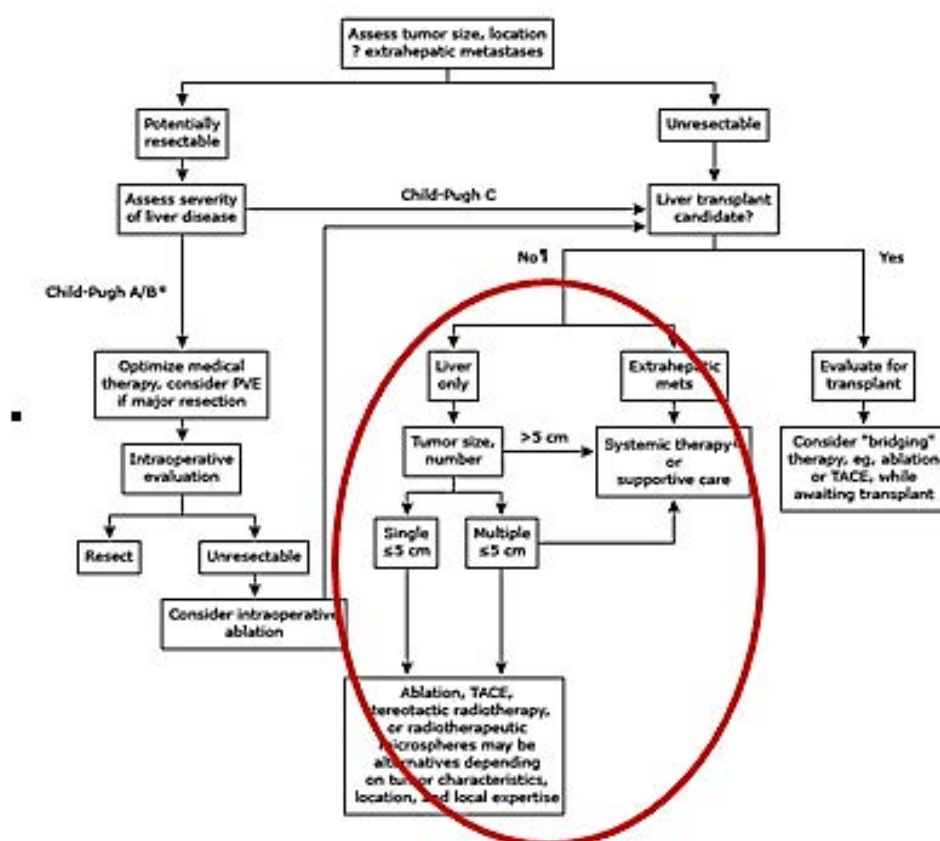 Assess tumor size, location
? extrahepatic metastases
Potentially
resectable
Unresectable
Assess severity
of liver disease
Child-Pugh C
Liver transplant
candidate?
No¶
Yes
Child-Pugh A/B*
Optimize medical
therapy, consider PVE
if major resection
Liver
only
Extrahepatic
mets
Evaluate for
transplant
Intraoperative
evaluation
Tumor size,
number
>5 cm
Systemic therapy
or
supportive care
Consider "bridging"
therapy, eg, ablation
or TACE, while
awaiting transplant
Resect
Unresectable
Single
≤5 cm
Multiple
≤5 cm
Consider intraoperative
ablation
Ablation, TACE,
stereotactic radiotherapy,
or radiotherapeutic
microspheres may be
alternatives depending
on tumor characteristics,
location, and local expertise